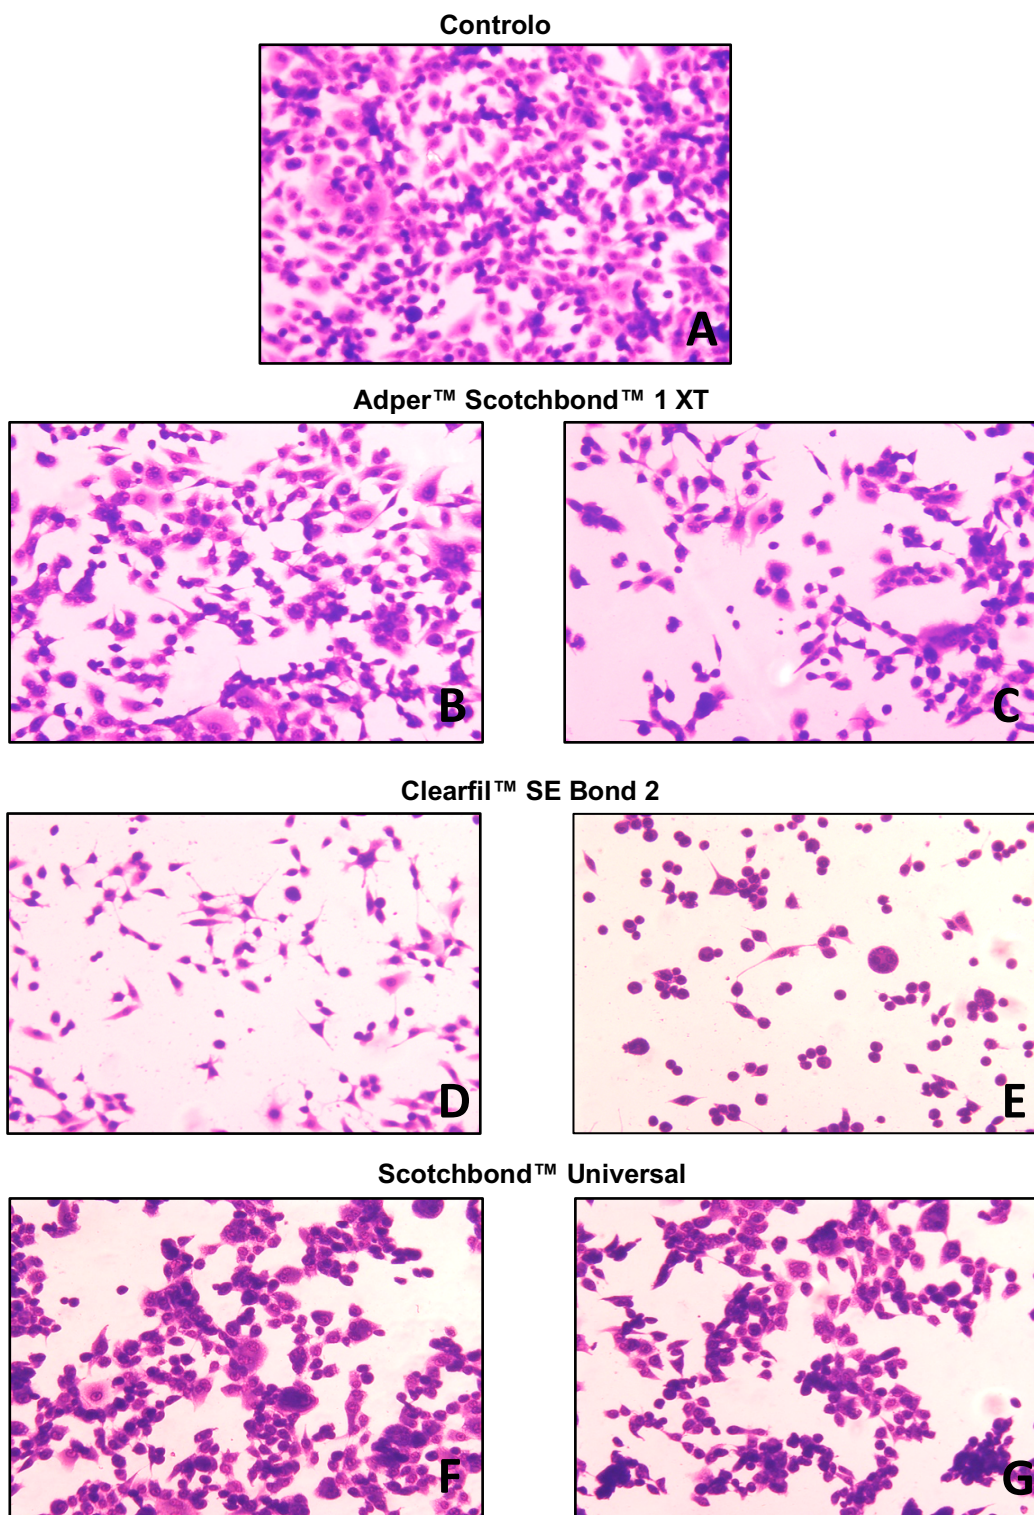 Controlo
A
Adper™ Scotchbond™ 1 XT
B
C
Clearfil™ SE Bond 2
D
E
Scotchbond™ Universal
F
G